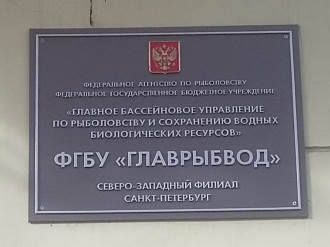 ФЕДЕРАЛЬНОЕ АГЕНТСТВО ПО РЫБОЛОВСТВУ
ФЕДЕРАЛЬНОЕ ГОСУДАРСТВЕННОЕ БЮДЖЕТНОЕ УЧРЕЖДЕНИЕ
«ГЛАВНОЕ БАССЕЙНОВОЕ УПРАВЛЕНИЕ
ПО РЫБОЛОВСТВУ И СОХРАНЕНИЮ ВОДНЫХ
БИОЛОГИЧЕСКИХ РЕСУРСОВ»
ФГБУ «ГЛАВРЫБВОД»
СЕВЕРО-ЗАПАДНЫЙ ФИЛИАЛ
САНКТ-ПЕТЕРБУРГ